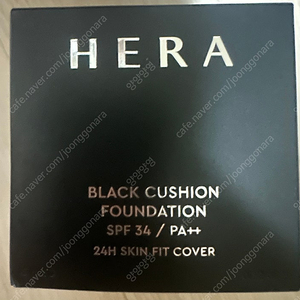 HERA
BLACK CUSHION
FOUNDATION
SPF 34 / PA++
24H SKIN FIT COVER
cafe.naver.com/joonggonara